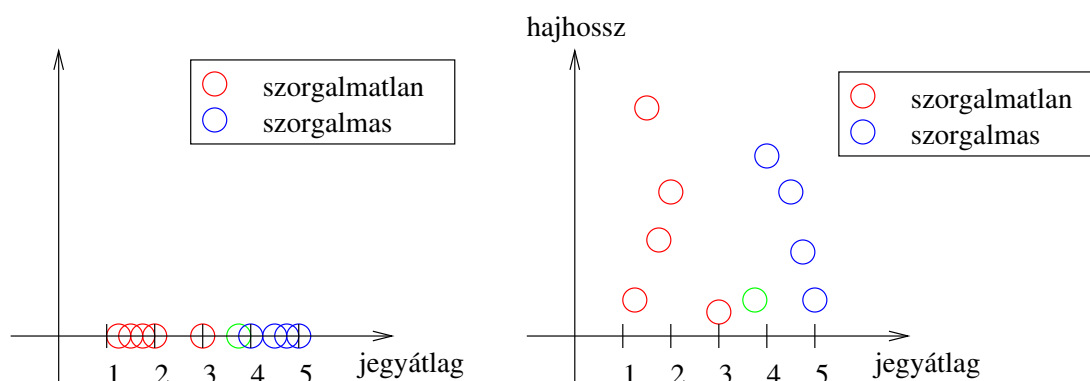 szorgalmatlan
szorgalmas
1 2 3 4 5
jegyátlag
hajhossz
szorgalmatlan
szorgalmas
1 2 3 4 5
jegyátlag